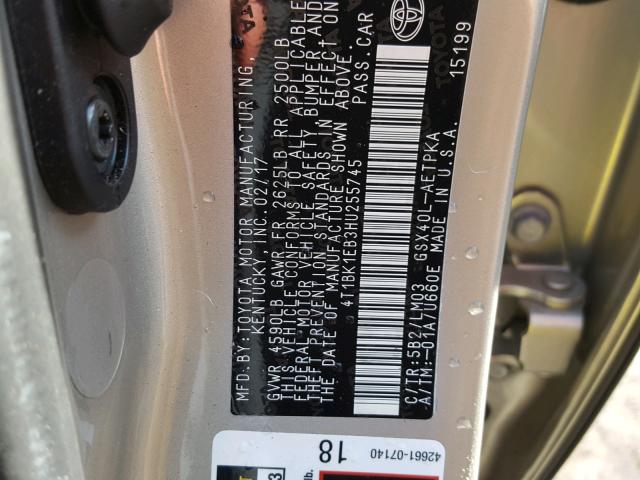 MFD. BY: TOYOTA MOTOR MANUFACTURING,
KENTUCKY, INC. 02/17
GVWR 4590LB GAWR FR 2625LB RR 2500LB
THIS VEHICLE CONFORMS TO ALL APPLICABLE
FEDERAL MOTOR VEHICLE SAFETY, BUMPER AND
THEFT PREVENTION STANDARDS IN EFFECT ON
THE DATE OF MANUFACTURE SHOWN ABOVE.
4T1BK1EB3HU255745 PASS. CAR
C/TR: 5B2/LM03 GSX40L-AETPKA
A/TM: -01A/U660E MADE IN U.S.A.
15199
TOYOTA
18
42661-07140
lb.
3